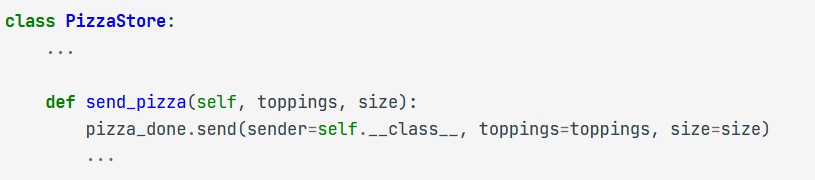 class PizzaStore:
    ...
    def send_pizza(self, toppings, size):
        pizza_done.send(sender=self.__class__, toppings=toppings, size=size)
        ...